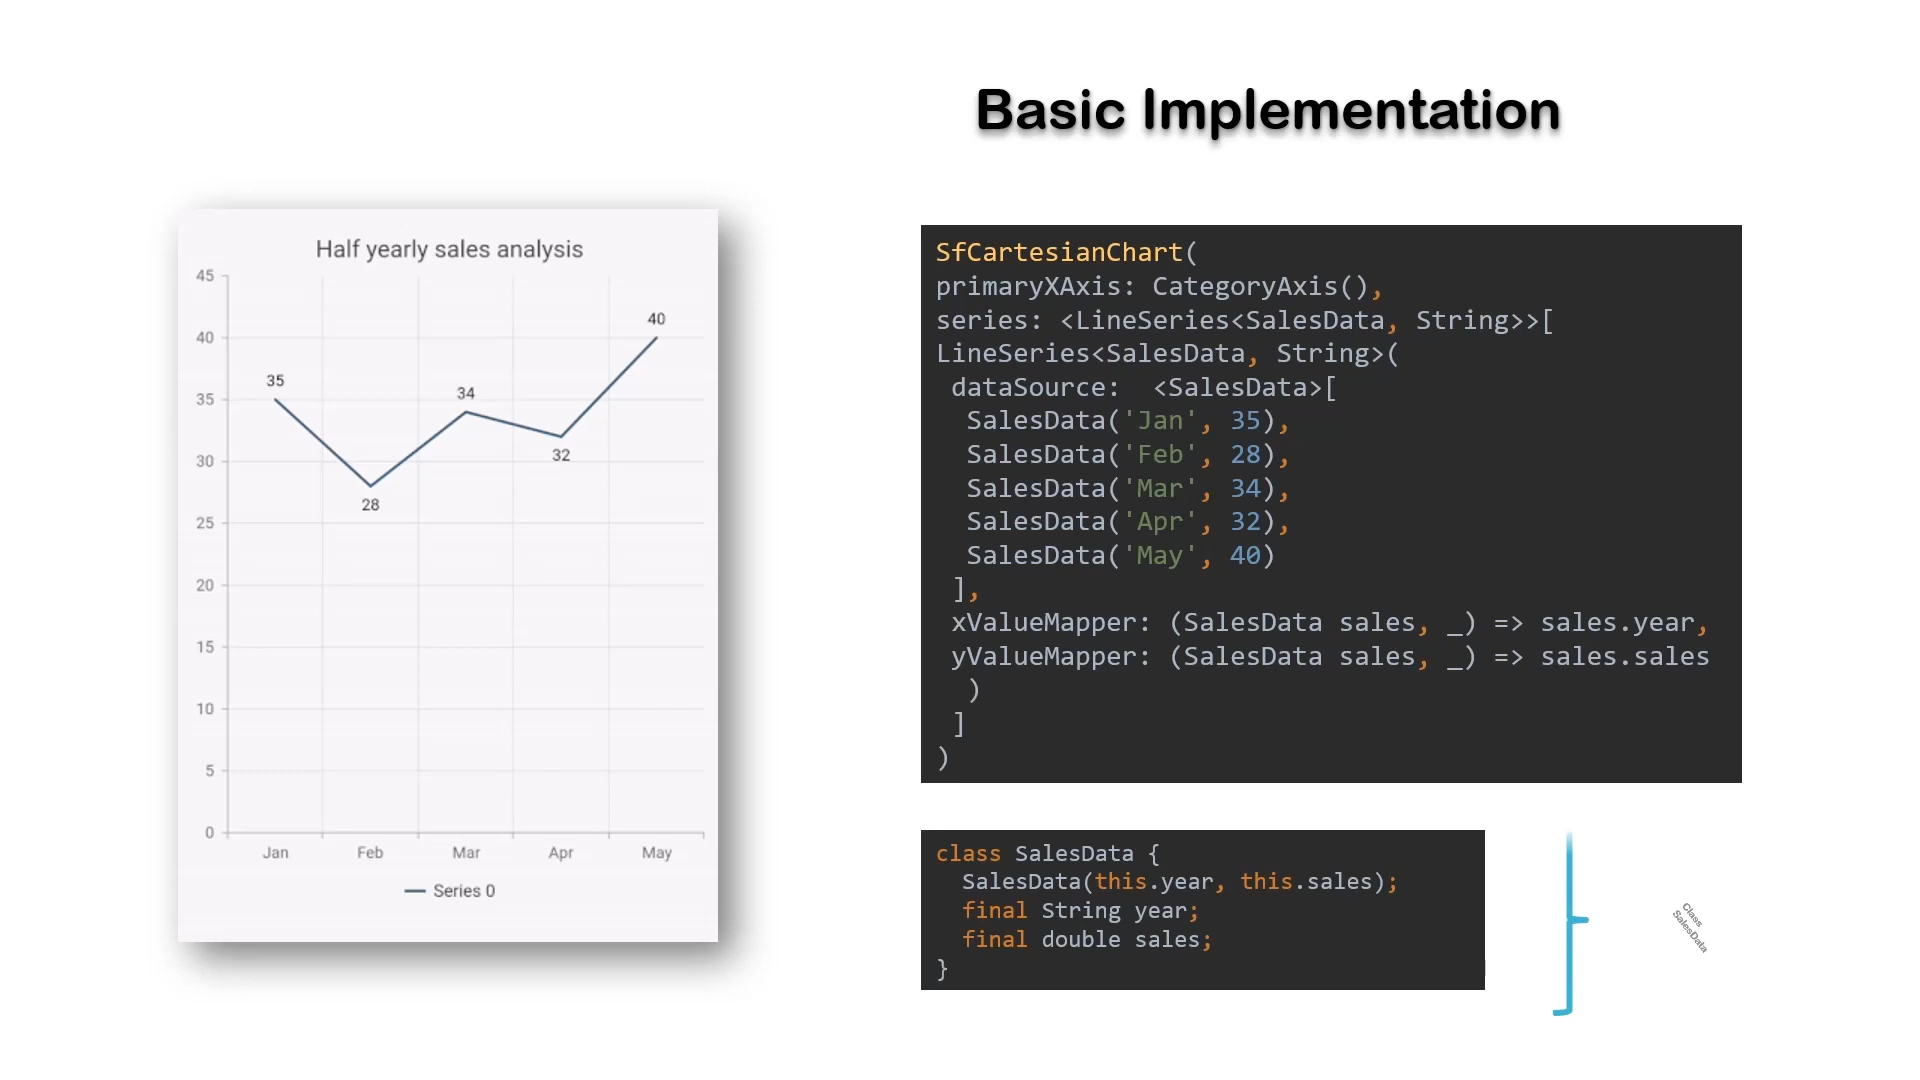 Basic Implementation
Half yearly sales analysis
45
40
35
30
25
20
15
10
5
0
35
28
34
32
40
Jan Feb Mar Apr May
Series 0
SfCartesianChart(
primaryXAxis: CategoryAxis(),
series: <LineSeries<SalesData, String>>[
LineSeries<SalesData, String>(
 dataSource:  <SalesData>[
  SalesData('Jan', 35),
  SalesData('Feb', 28),
  SalesData('Mar', 34),
  SalesData('Apr', 32),
  SalesData('May', 40)
 ],
 xValueMapper: (SalesData sales, _) => sales.year,
 yValueMapper: (SalesData sales, _) => sales.sales
  )
 ]
)
class SalesData {
  SalesData(this.year, this.sales);
  final String year;
  final double sales;
}
Class
SalesData